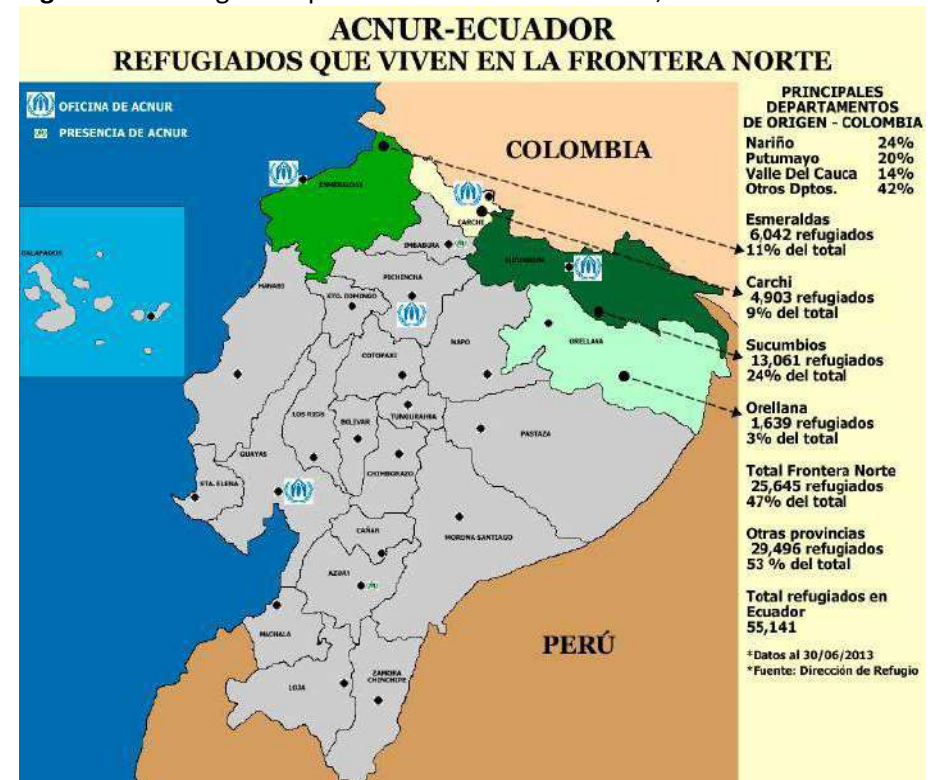 ACNUR-ECUADOR
REFUGIADOS QUE VIVEN EN LA FRONTERA NORTE
OFICINA DE ACNUR
PRESENCIA DE ACNUR
COLOMBIA
PERÚ
GALAPAGOS
ESMERALDAS
CARCHI
IMBABURA
SUCUMBIOS
PICHINCHA
MANABI
STO. DOMINGO
NAPO
ORELLANA
COTOPAXI
LOS RIOS
BOLIVAR
TUNGURAHUA
PASTAZA
GUAYAS
CHIMBORAZO
STA. ELENA
CAÑAR
MORONA SANTIAGO
AZUAY
MACHALA
LOJA
ZAMORA
CHINCHIPE
PRINCIPALES
DEPARTAMENTOS
DE ORIGEN - COLOMBIA
Nariño 24%
Putumayo 20%
Valle Del Cauca 14%
Otros Dptos. 42%
Esmeraldas
6,042 refugiados
11% del total
Carchi
4,903 refugiados
9% del total
Sucumbios
13,061 refugiados
24% del total
Orellana
1,639 refugiados
3% del total
Total Frontera Norte
25,645 refugiados
47% del total
Otras provincias
29,496 refugiados
53 % del total
Total refugiados en
Ecuador
55,141
*Datos al 30/06/2013
*Fuente: Dirección de Refugio